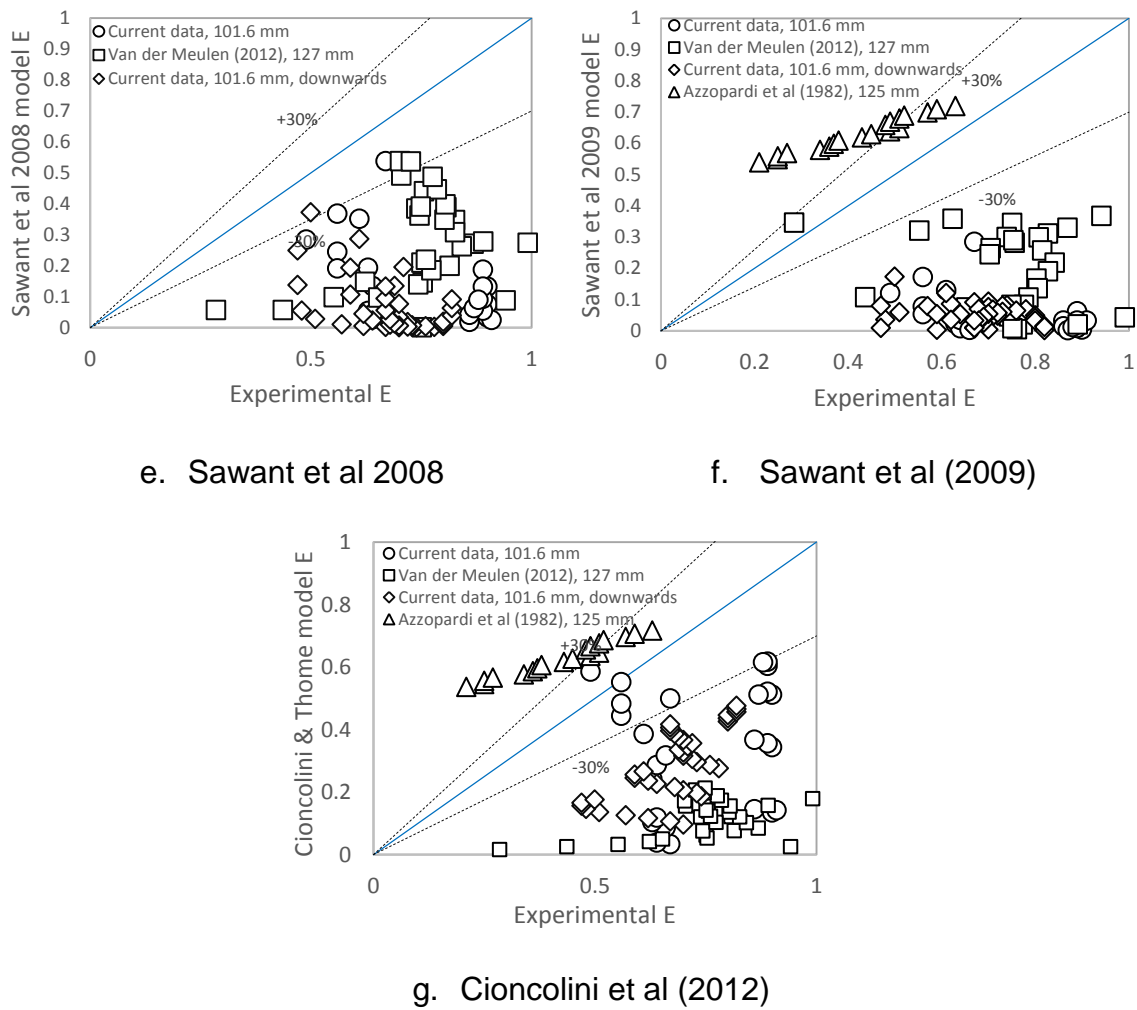 Sawant et al 2008 model E
1
0.9
0.8
0.7
0.6
0.5
0.4
0.3
0.2
0.1
0
Current data, 101.6 mm
Van der Meulen (2012), 127 mm
Current data, 101.6 mm, downwards
+30%
-30%
0
0.5
1
Experimental E
e. Sawant et al 2008
Sawant et al 2009 model E
1
0.9
0.8
0.7
0.6
0.5
0.4
0.3
0.2
0.1
0
Current data, 101.6 mm
Van der Meulen (2012), 127 mm
Current data, 101.6 mm, downwards
Azzopardi et al (1982), 125 mm
+30%
-30%
0
0.2
0.4
0.6
0.8
1
Experimental E
f. Sawant et al (2009)
Cioncolini & Thome model E
1
0.8
0.6
0.4
0.2
0
Current data, 101.6 mm
Van der Meulen (2012), 127 mm
Current data, 101.6 mm, downwards
Azzopardi et al (1982), 125 mm
+30%
-30%
0
0.5
1
Experimental E
g. Cioncolini et al (2012)